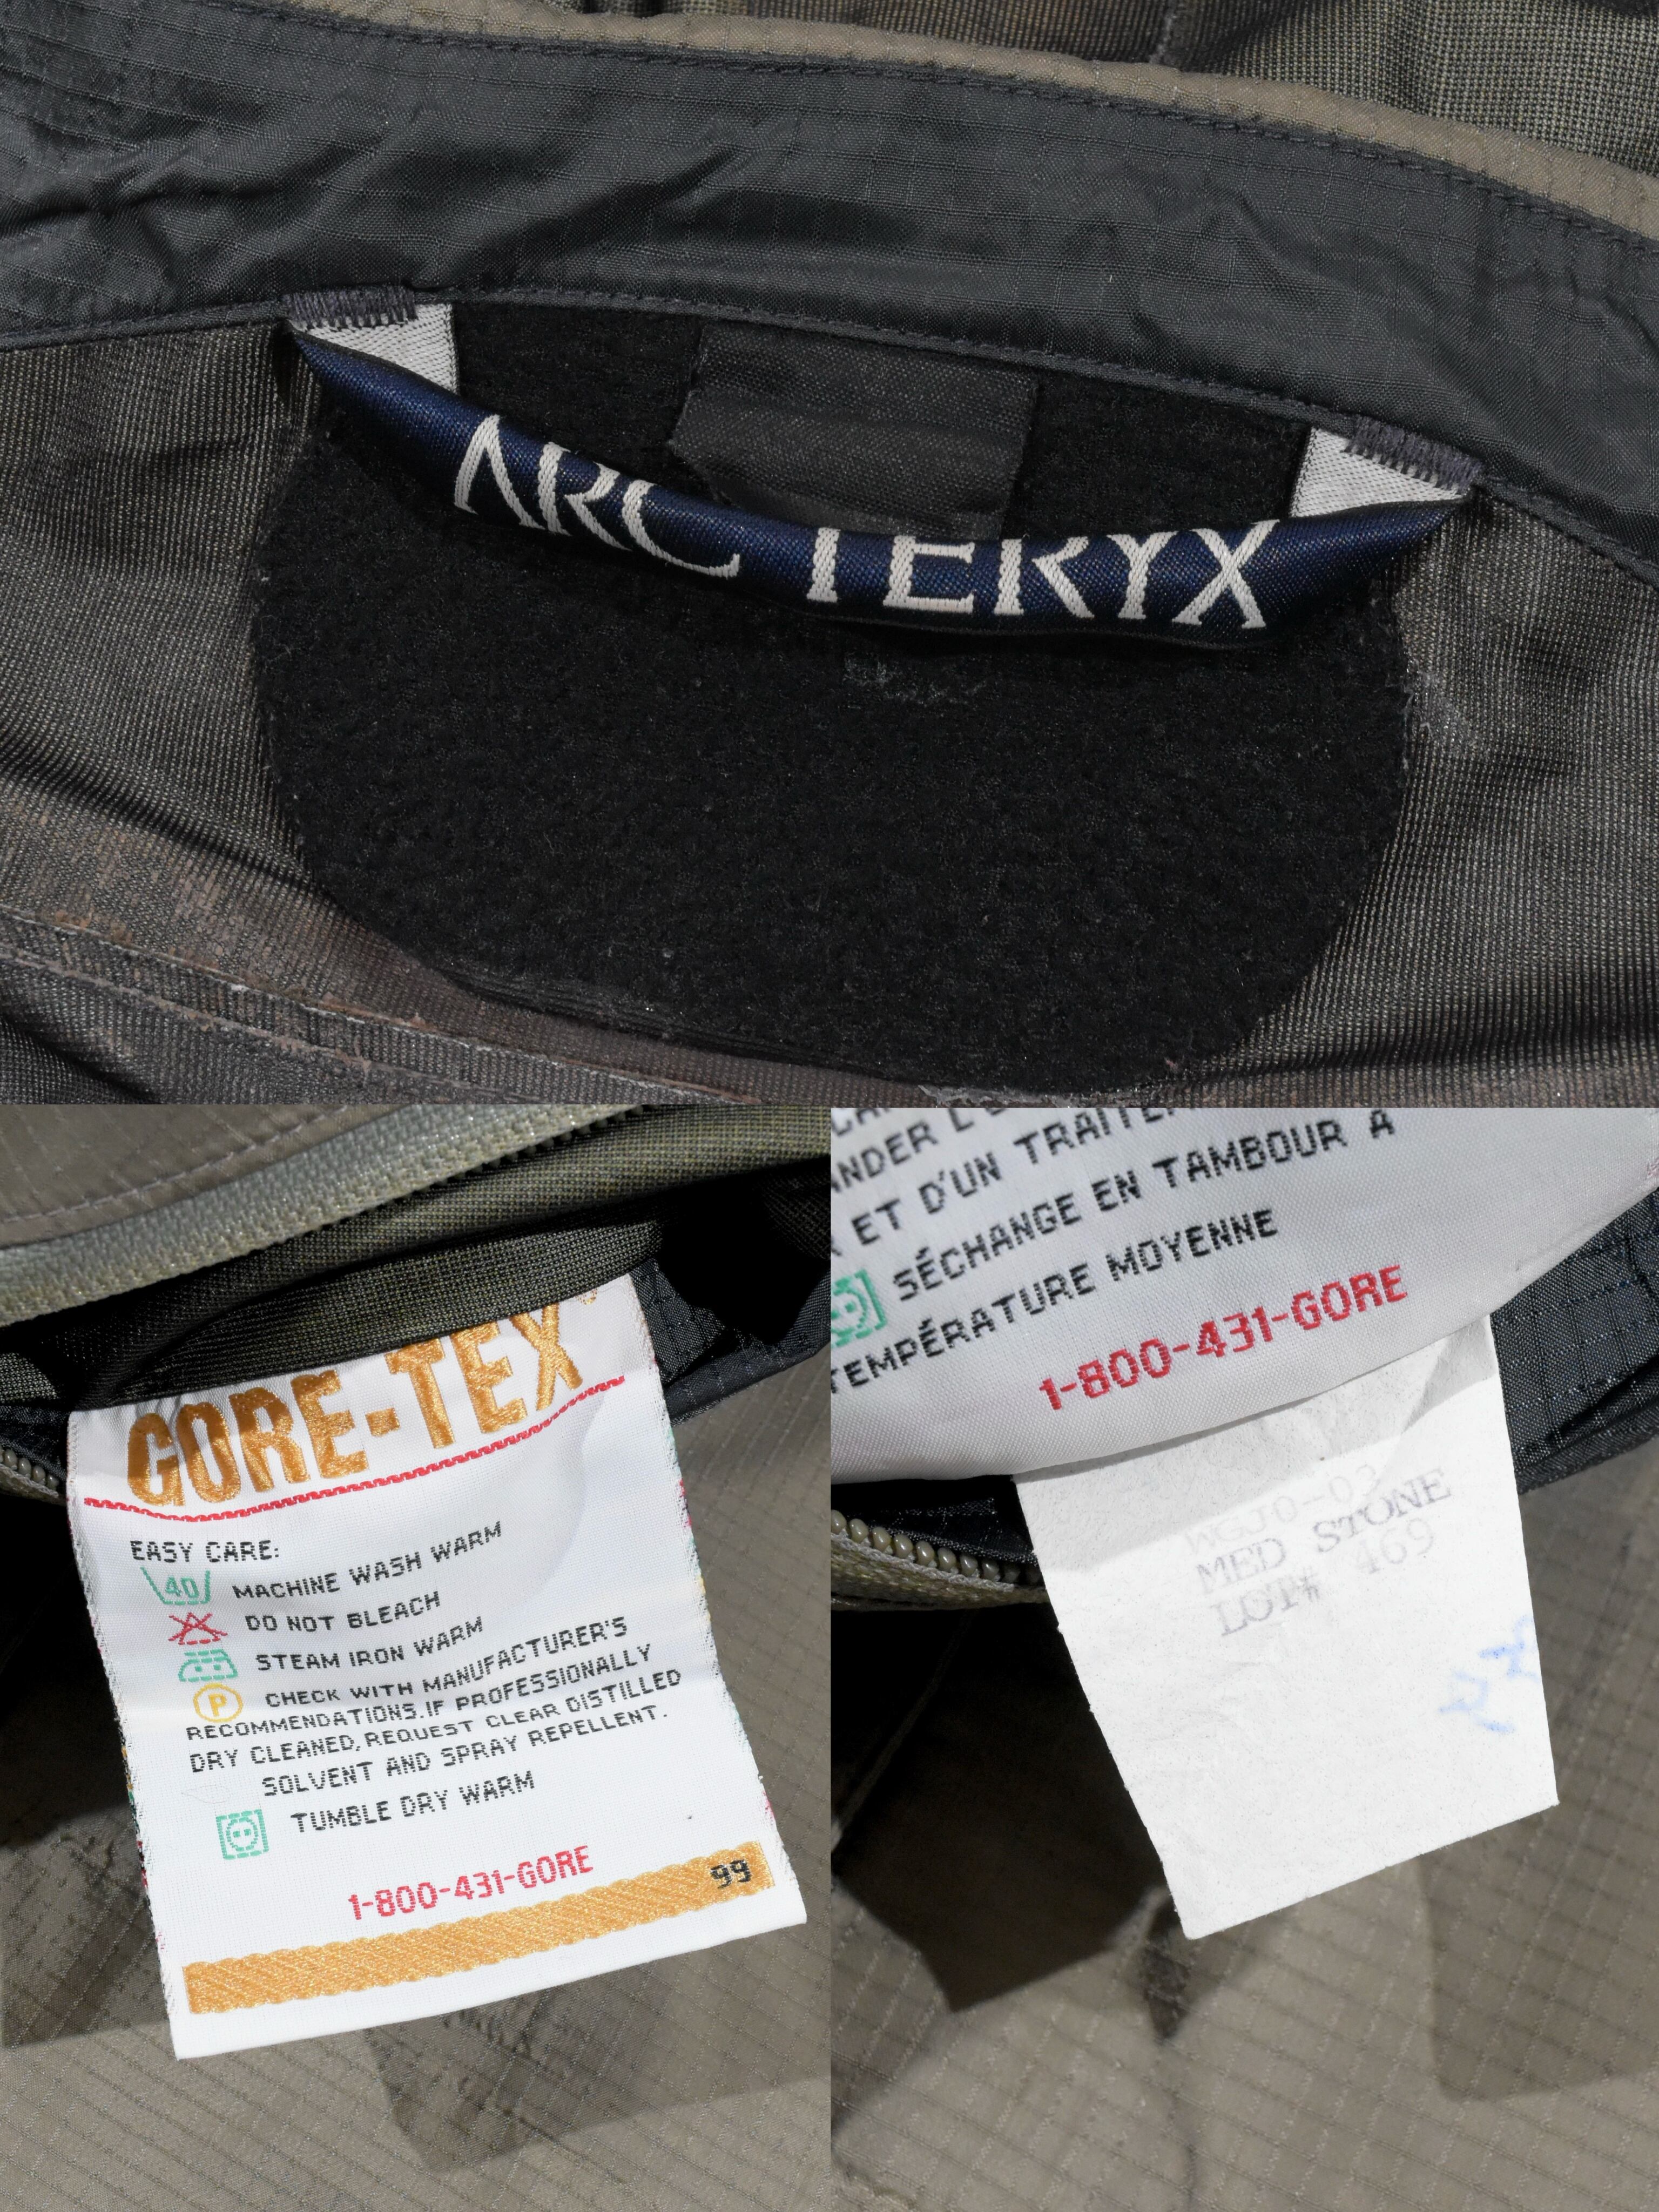 ARC TERYX
GORE-TEX
EASY CARE:
40 MACHINE WASH WARM
DO NOT BLEACH
STEAM IRON WARM
P CHECK WITH MANUFACTURER'S
RECOMMENDATIONS. IF PROFESSIONALLY
DRY CLEANED, REQUEST CLEAR DISTILLED
SOLVENT AND SPRAY REPELLENT.
TUMBLE DRY WARM
1-800-431-GORE
99
ET D'UN
SÉCHANGE EN TAMBOUR À
TEMPÉRATURE MOYENNE
1-800-431-GORE
WGJ0-03
MED STONE
LOT# 469